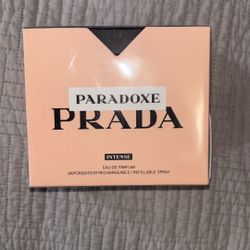 PARADOXE
PRADA
INTENSE
EAU DE PARFUM
VAPORISATEUR RECHARGEABLE / REFILLABLE SPRAY